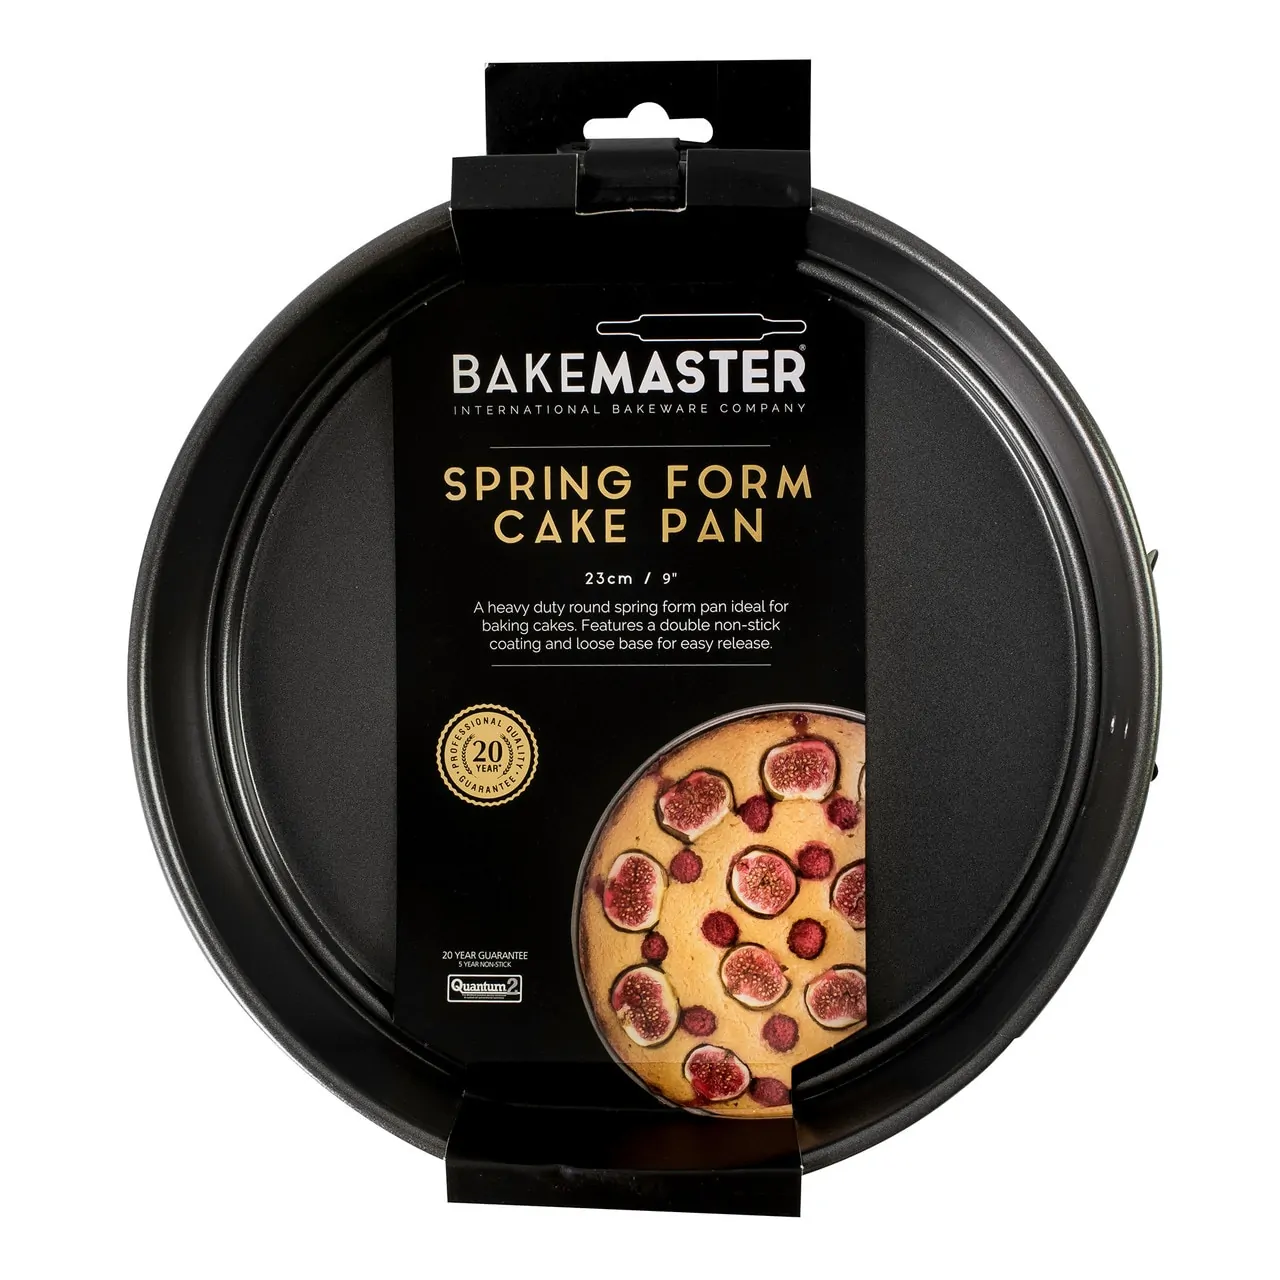 BAKEMASTER®
INTERNATIONAL BAKEWARE COMPANY
SPRING FORM
CAKE PAN
23cm / 9"
A heavy duty round spring form pan ideal for
baking cakes. Features a double non-stick
coating and loose base for easy release.
PROFESSIONAL QUALITY
20
YEAR*
GUARANTEE
20 YEAR GUARANTEE
5 YEAR NON-STICK
Quantum2